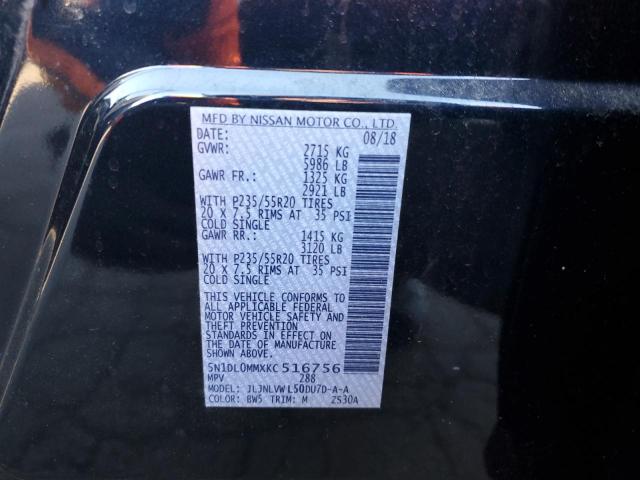 MFD BY NISSAN MOTOR CO., LTD.
DATE: 08/18
GVWR: 2715 KG
5986 LB
GAWR FR.: 1325 KG
2921 LB
WITH P235/55R20 TIRES
20 X 7.5 RIMS AT 35 PSI
COLD SINGLE
GAWR RR.: 1415 KG
3120 LB
WITH P235/55R20 TIRES
20 X 7.5 RIMS AT 35 PSI
COLD SINGLE
THIS VEHICLE CONFORMS
TO ALL APPLICABLE FEDERAL
MOTOR VEHICLE SAFETY AND
THEFT PREVENTION
STANDARDS IN EFFECT ON
THE DATE OF MANUFACTURE
SHOWN ABOVE.
5N1DL0MMXKC516756
MPV Z88
MODEL: JLJNLVWL50DU7D-A-A
COLOR: BW5 TRIM: M ZS30A